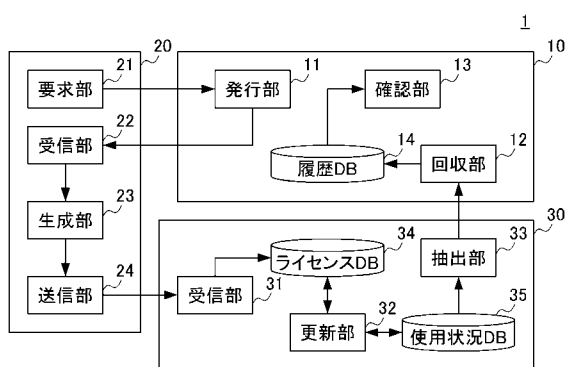 1
20
21
要求部
22
受信部
23
生成部
24
送信部
10
11
発行部
13
確認部
14
履歴DB
12
回収部
30
34
ライセンスDB
33
抽出部
受信部
31
更新部
32
35
使用状況DB